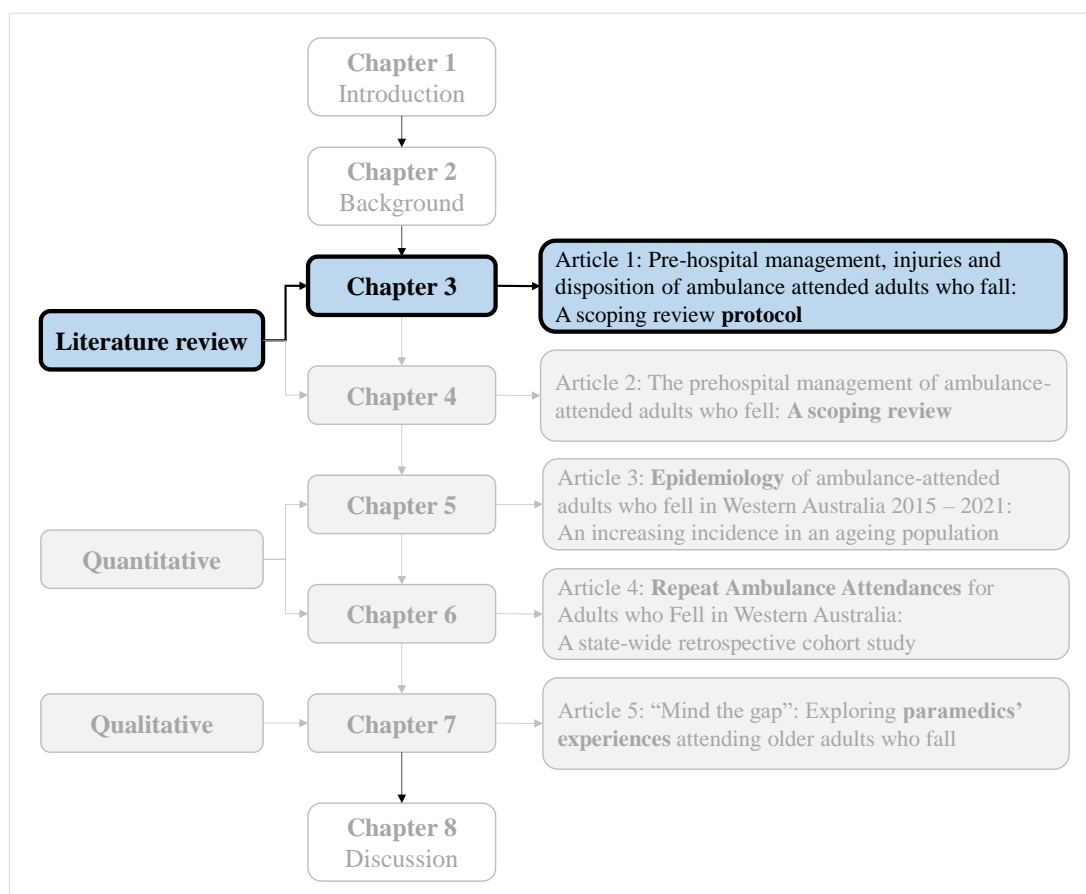 Chapter 1
Introduction
Chapter 2
Background
Literature review
Chapter 3
Article 1: Pre-hospital management, injuries and
disposition of ambulance attended adults who fall:
A scoping review protocol
Chapter 4
Article 2: The prehospital management of ambulance-
attended adults who fell: A scoping review
Quantitative
Chapter 5
Article 3: Epidemiology of ambulance-attended
adults who fell in Western Australia 2015 – 2021:
An increasing incidence in an ageing population
Chapter 6
Article 4: Repeat Ambulance Attendances for
Adults who Fell in Western Australia:
A state-wide retrospective cohort study
Qualitative
Chapter 7
Article 5: “Mind the gap”: Exploring paramedics’
experiences attending older adults who fall
Chapter 8
Discussion